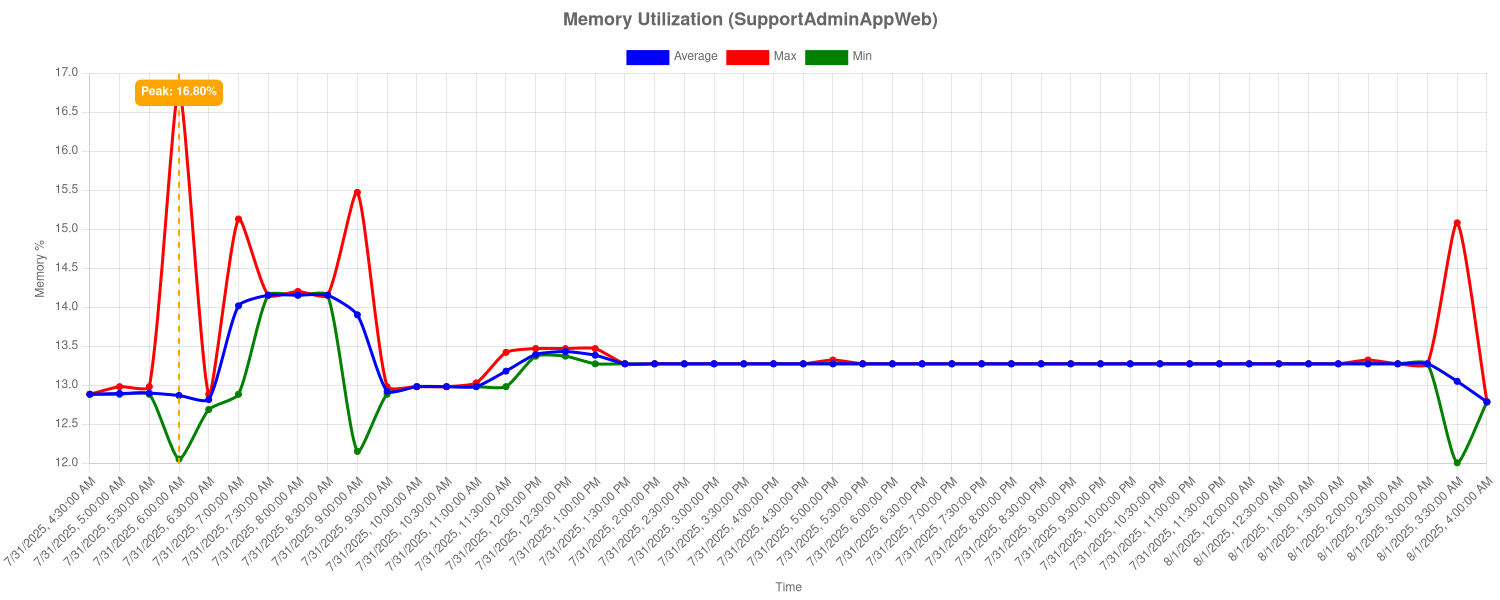 Memory Utilization (SupportAdminAppWeb)
Average
Max
Min
17.0
Peak: 16.80%
16.5
16.0
15.5
15.0
14.5
14.0
13.5
13.0
12.5
12.0
Memory %
7/31/2025, 4:30:00 AM
7/31/2025, 5:00:00 AM
7/31/2025, 5:30:00 AM
7/31/2025, 6:00:00 AM
7/31/2025, 6:30:00 AM
7/31/2025, 7:00:00 AM
7/31/2025, 7:30:00 AM
7/31/2025, 8:00:00 AM
7/31/2025, 8:30:00 AM
7/31/2025, 9:00:00 AM
7/31/2025, 9:30:00 AM
7/31/2025, 10:00:00 AM
7/31/2025, 10:30:00 AM
7/31/2025, 11:00:00 AM
7/31/2025, 11:30:00 AM
7/31/2025, 12:00:00 PM
7/31/2025, 12:30:00 PM
7/31/2025, 1:00:00 PM
7/31/2025, 1:30:00 PM
7/31/2025, 2:00:00 PM
7/31/2025, 2:30:00 PM
7/31/2025, 3:00:00 PM
7/31/2025, 3:30:00 PM
7/31/2025, 4:00:00 PM
7/31/2025, 4:30:00 PM
7/31/2025, 5:00:00 PM
7/31/2025, 5:30:00 PM
7/31/2025, 6:00:00 PM
7/31/2025, 6:30:00 PM
7/31/2025, 7:00:00 PM
7/31/2025, 7:30:00 PM
7/31/2025, 8:00:00 PM
7/31/2025, 8:30:00 PM
7/31/2025, 9:00:00 PM
7/31/2025, 9:30:00 PM
7/31/2025, 10:00:00 PM
7/31/2025, 10:30:00 PM
7/31/2025, 11:00:00 PM
7/31/2025, 11:30:00 PM
8/1/2025, 12:00:00 AM
8/1/2025, 12:30:00 AM
8/1/2025, 1:00:00 AM
8/1/2025, 1:30:00 AM
8/1/2025, 2:00:00 AM
8/1/2025, 2:30:00 AM
8/1/2025, 3:00:00 AM
8/1/2025, 3:30:00 AM
8/1/2025, 4:00:00 AM
Time